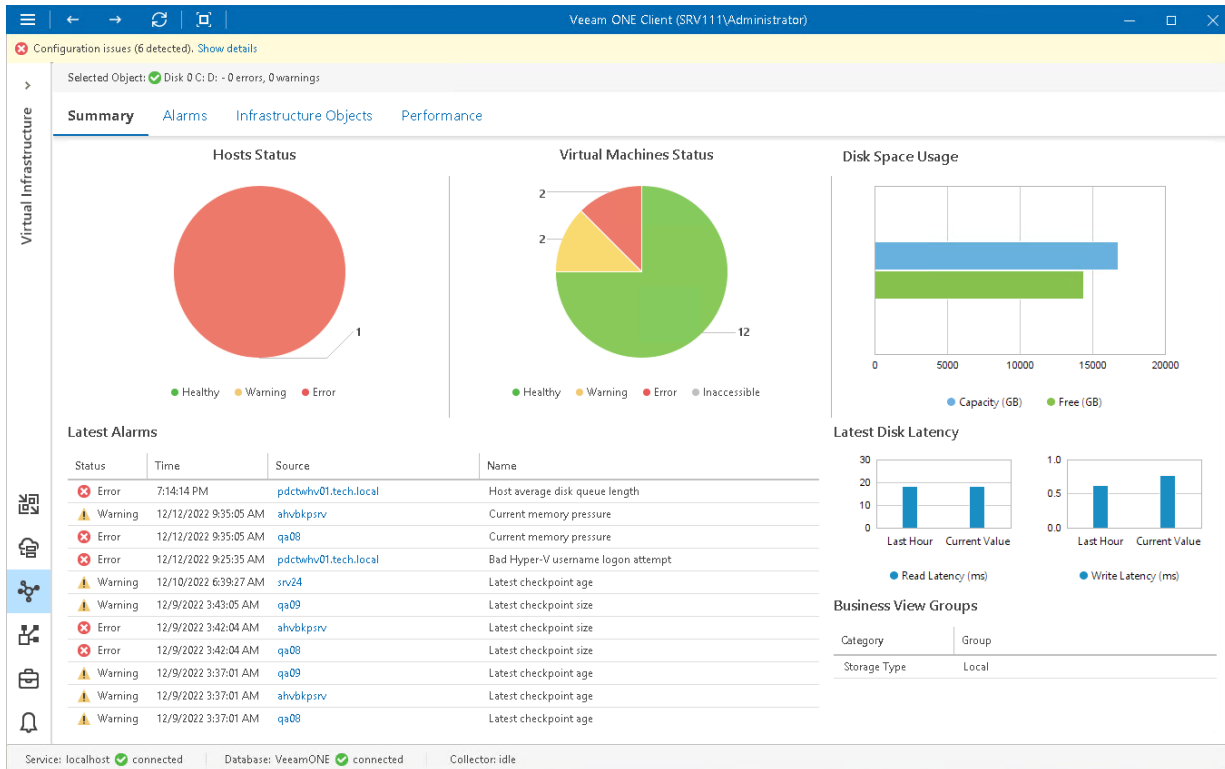 Veeam ONE Client (SRV111\Administrator)
Configuration issues (6 detected). Show details
Selected Object: Disk 0 C: D: - 0 errors, 0 warnings
Virtual Infrastructure
Summary Alarms Infrastructure Objects Performance
Hosts Status
1
Healthy Warning Error
Virtual Machines Status
2
2
12
Healthy Warning Error Inaccessible
Disk Space Usage
0 5000 10000 15000 20000
Capacity (GB) Free (GB)
Latest Alarms
Status Time Source Name
Error 7:14:14 PM pdctwhv01.tech.local Host average disk queue length
Warning 12/12/2022 9:35:05 AM ahvbkpsrv Current memory pressure
Error 12/12/2022 9:35:05 AM qa08 Current memory pressure
Error 12/12/2022 9:25:35 AM pdctwhv01.tech.local Bad Hyper-V username logon attempt
Warning 12/10/2022 6:39:27 AM srv24 Latest checkpoint age
Warning 12/9/2022 3:43:05 AM qa09 Latest checkpoint size
Error 12/9/2022 3:42:04 AM ahvbkpsrv Latest checkpoint size
Error 12/9/2022 3:42:04 AM qa08 Latest checkpoint size
Warning 12/9/2022 3:37:01 AM qa09 Latest checkpoint age
Warning 12/9/2022 3:37:01 AM ahvbkpsrv Latest checkpoint age
Warning 12/9/2022 3:37:01 AM qa08 Latest checkpoint age
Latest Disk Latency
30
20
10
0
Last Hour Current Value
Read Latency (ms)
1.0
0.5
0.0
Last Hour Current Value
Write Latency (ms)
Business View Groups
Category Group
Storage Type Local
Service: localhost connected Database: VeeamONE connected Collector: idle